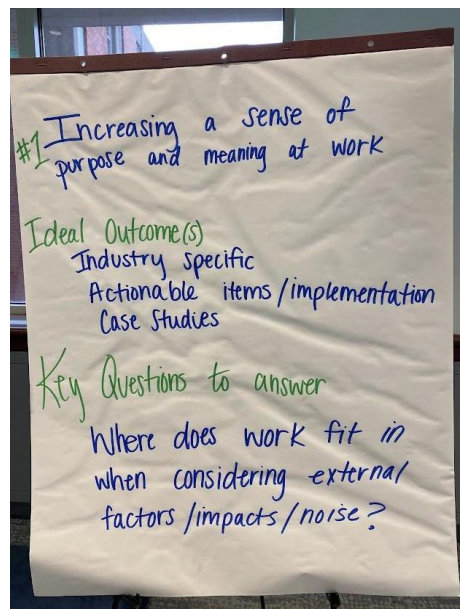 #1 Increasing a sense of
purpose and meaning at work
Ideal Outcome(s)
Industry specific
Actionable items/implementation
Case Studies
Key Questions to answer
Where does work fit in
when considering external
factors/impacts/noise?